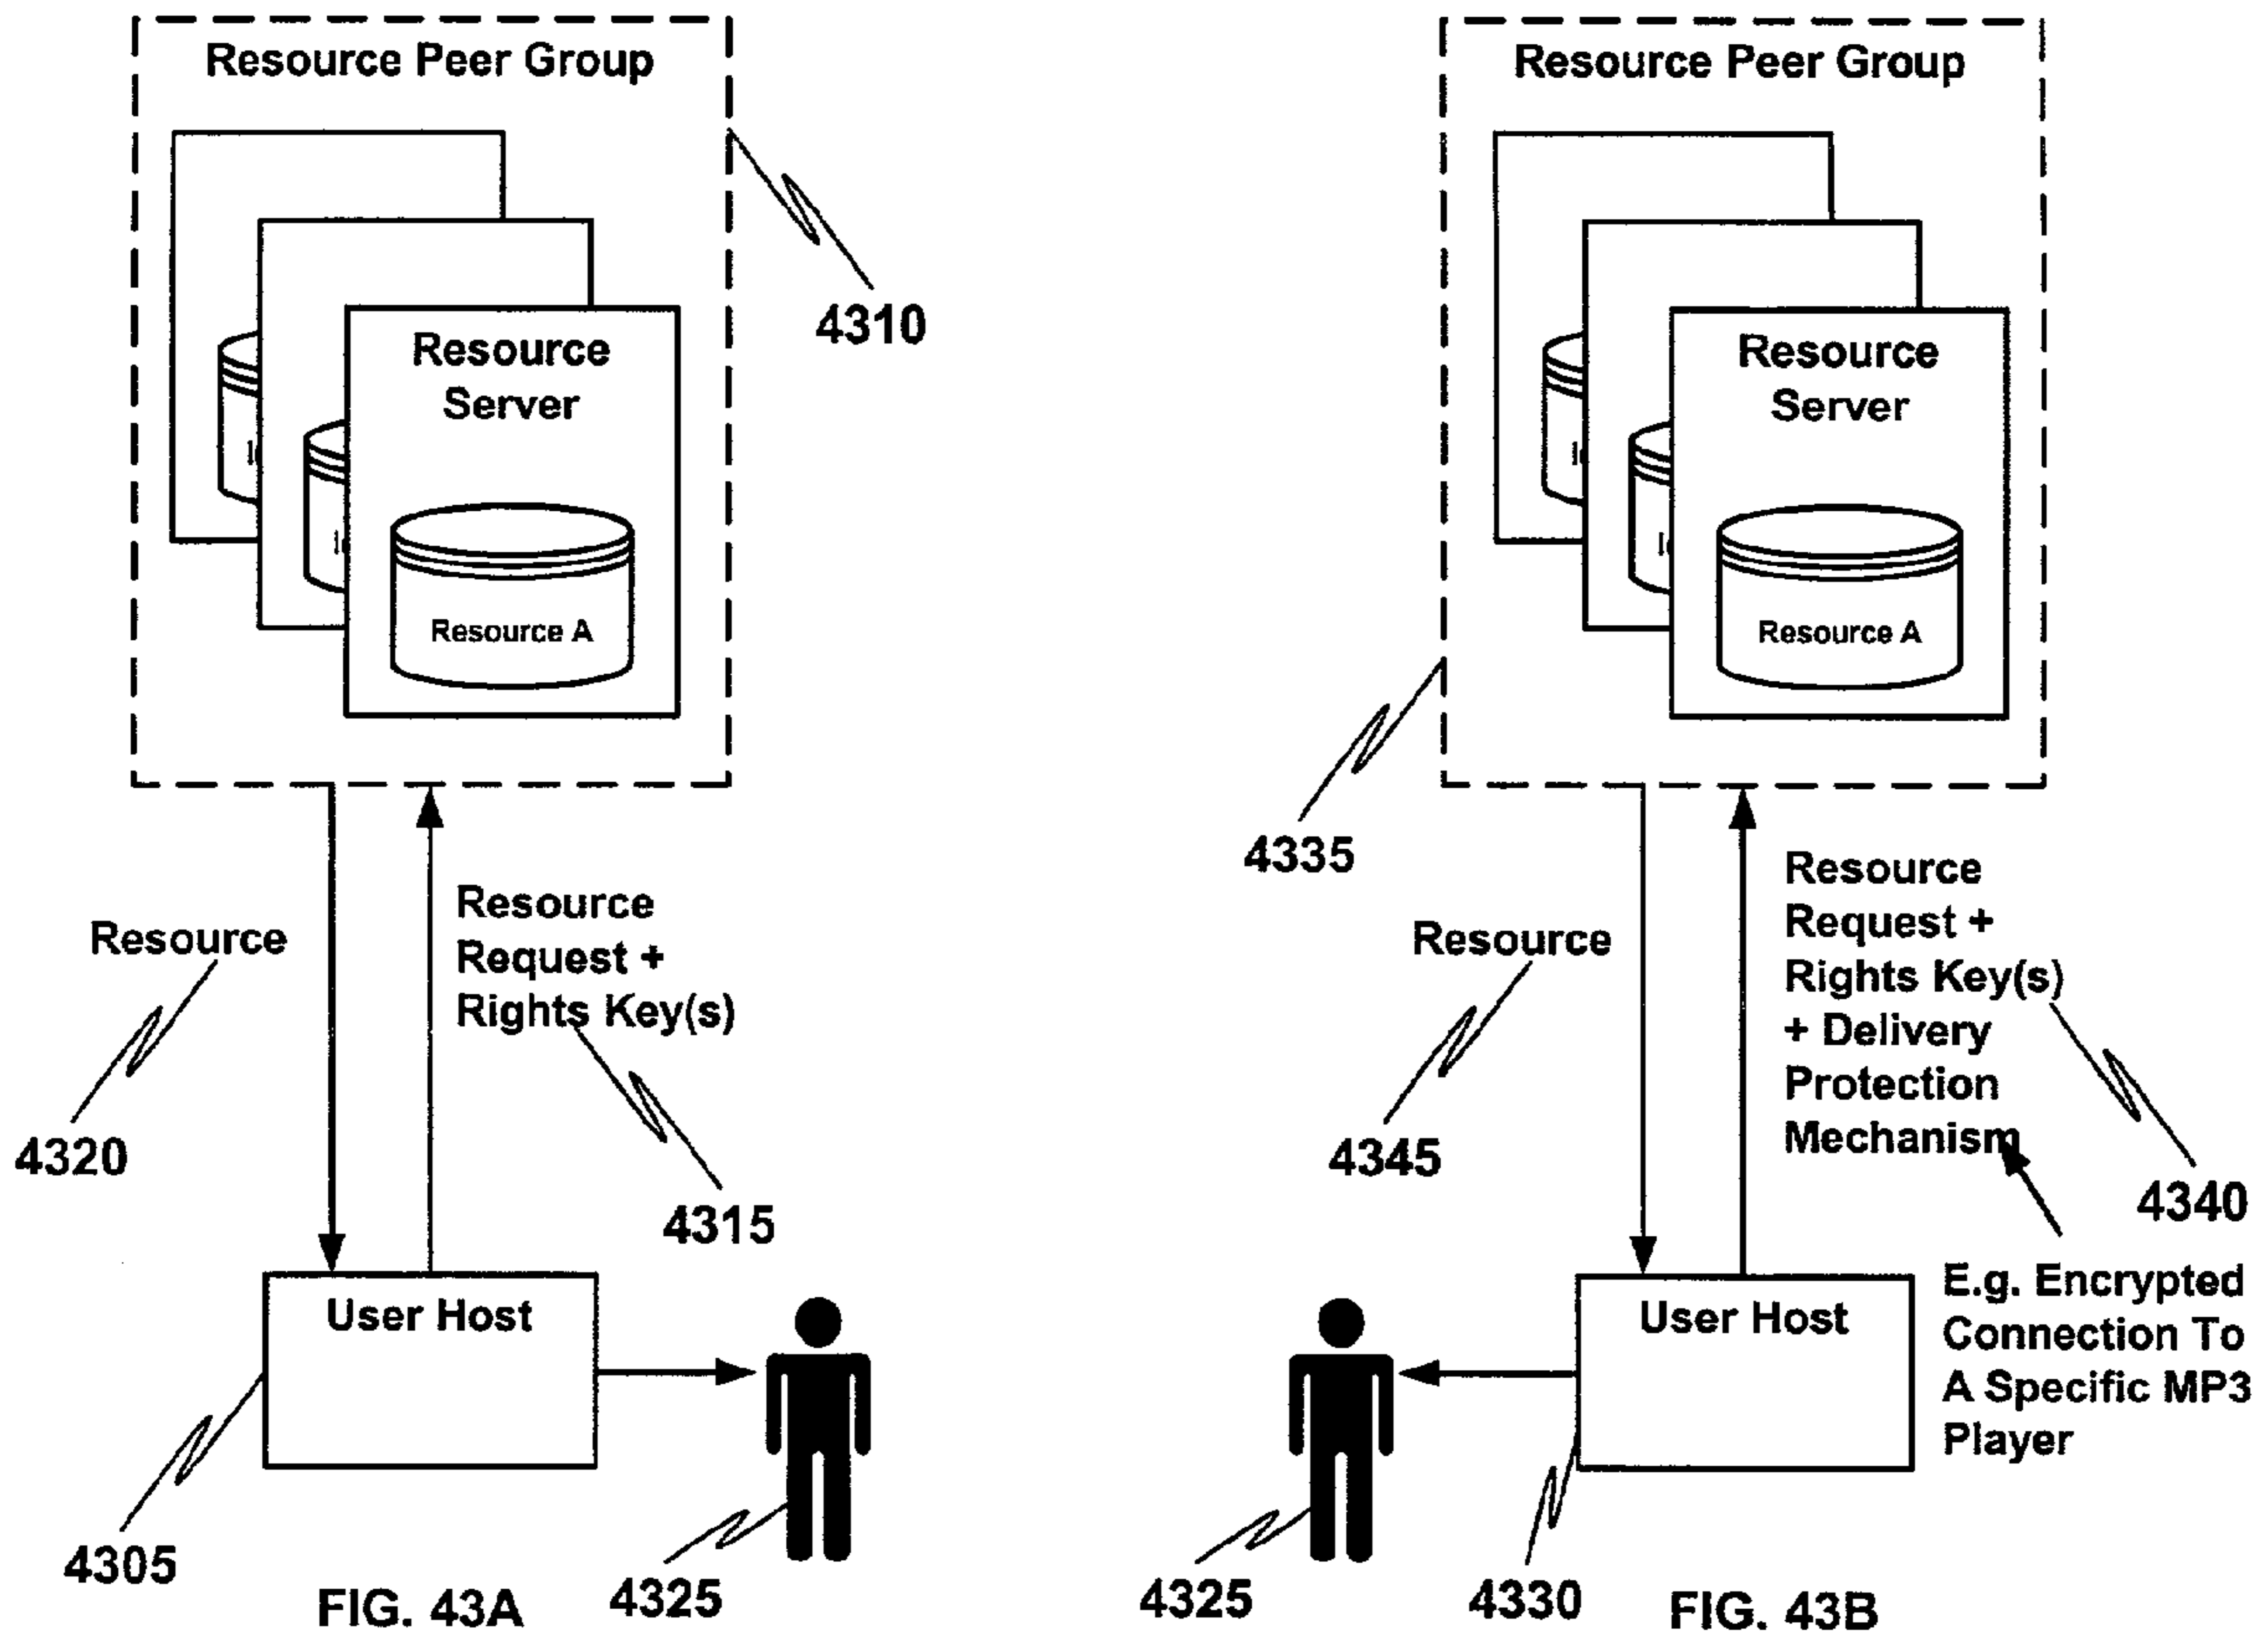 Resource Peer Group
Resource
Server
Resource A
4310
Resource
Resource
Request +
Rights Key(s)
4320
4315
User Host
4305
4325
FIG. 43A
Resource Peer Group
Resource
Server
Resource A
4335
Resource
Resource
Request +
Rights Key(s)
+ Delivery
Protection
Mechanism
4345
4340
E.g. Encrypted
Connection To
A Specific MP3
Player
User Host
4325
4330
FIG. 43B